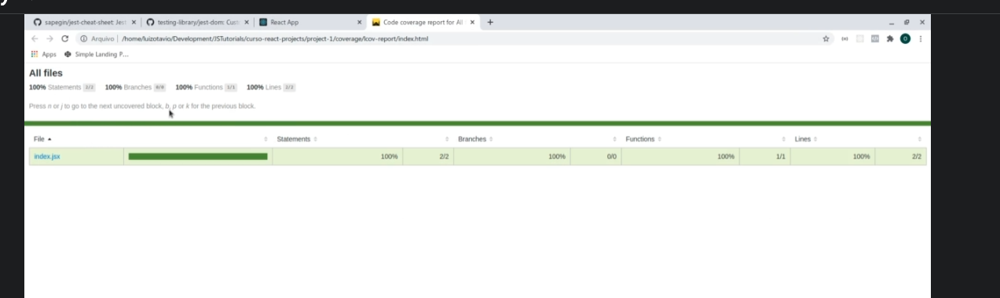 y
sapegin/jest-cheat-sheet: Jest testing-library/jest-dom: Cust React App Code coverage report for All
Arquivo /home/luizotavio/Development/JSTutorials/curso-react-projects/project-1/coverage/lcov-report/index.html
Apps Simple Landing P...
All files
100% Statements 2/2 100% Branches 0/0 100% Functions 1/1 100% Lines 2/2
Press n or j to go to the next uncovered block, b, p or k for the previous block.
File Statements Branches Functions Lines
index.jsx 100% 2/2 100% 0/0 100% 1/1 100% 2/2